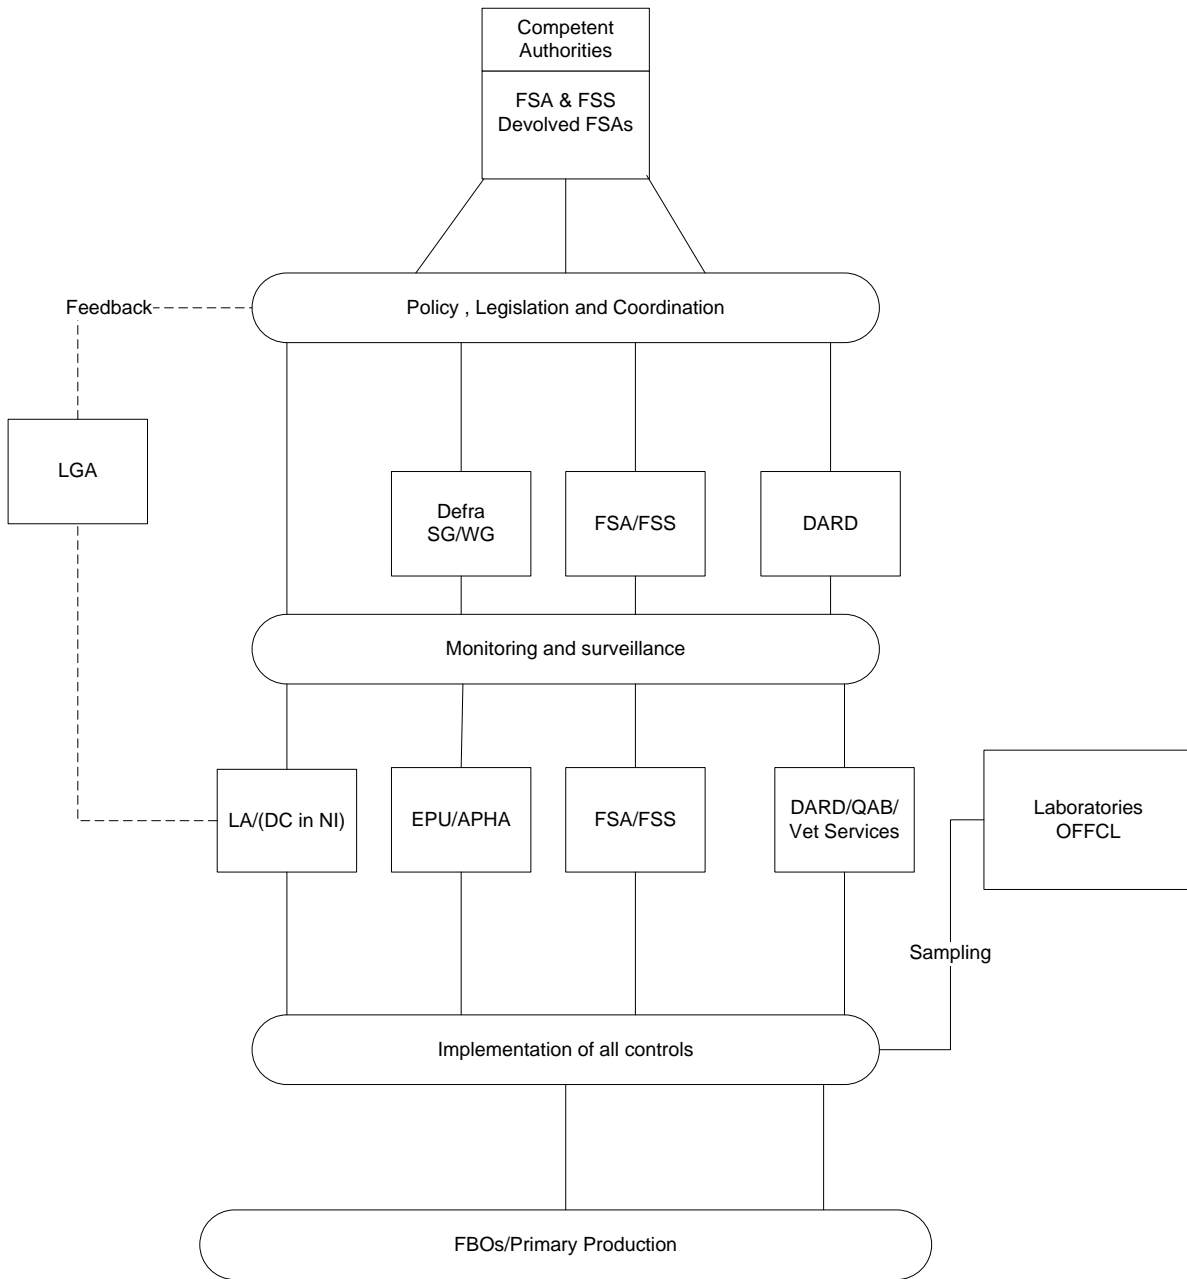 Competent
Authorities
FSA & FSS
Devolved FSAs
Feedback
Policy , Legislation and Coordination
LGA
Defra
SG/WG
FSA/FSS
DARD
Monitoring and surveillance
LA/(DC in NI)
EPU/APHA
FSA/FSS
DARD/QAB/
Vet Services
Laboratories
OFFCL
Sampling
Implementation of all controls
FBOs/Primary Production